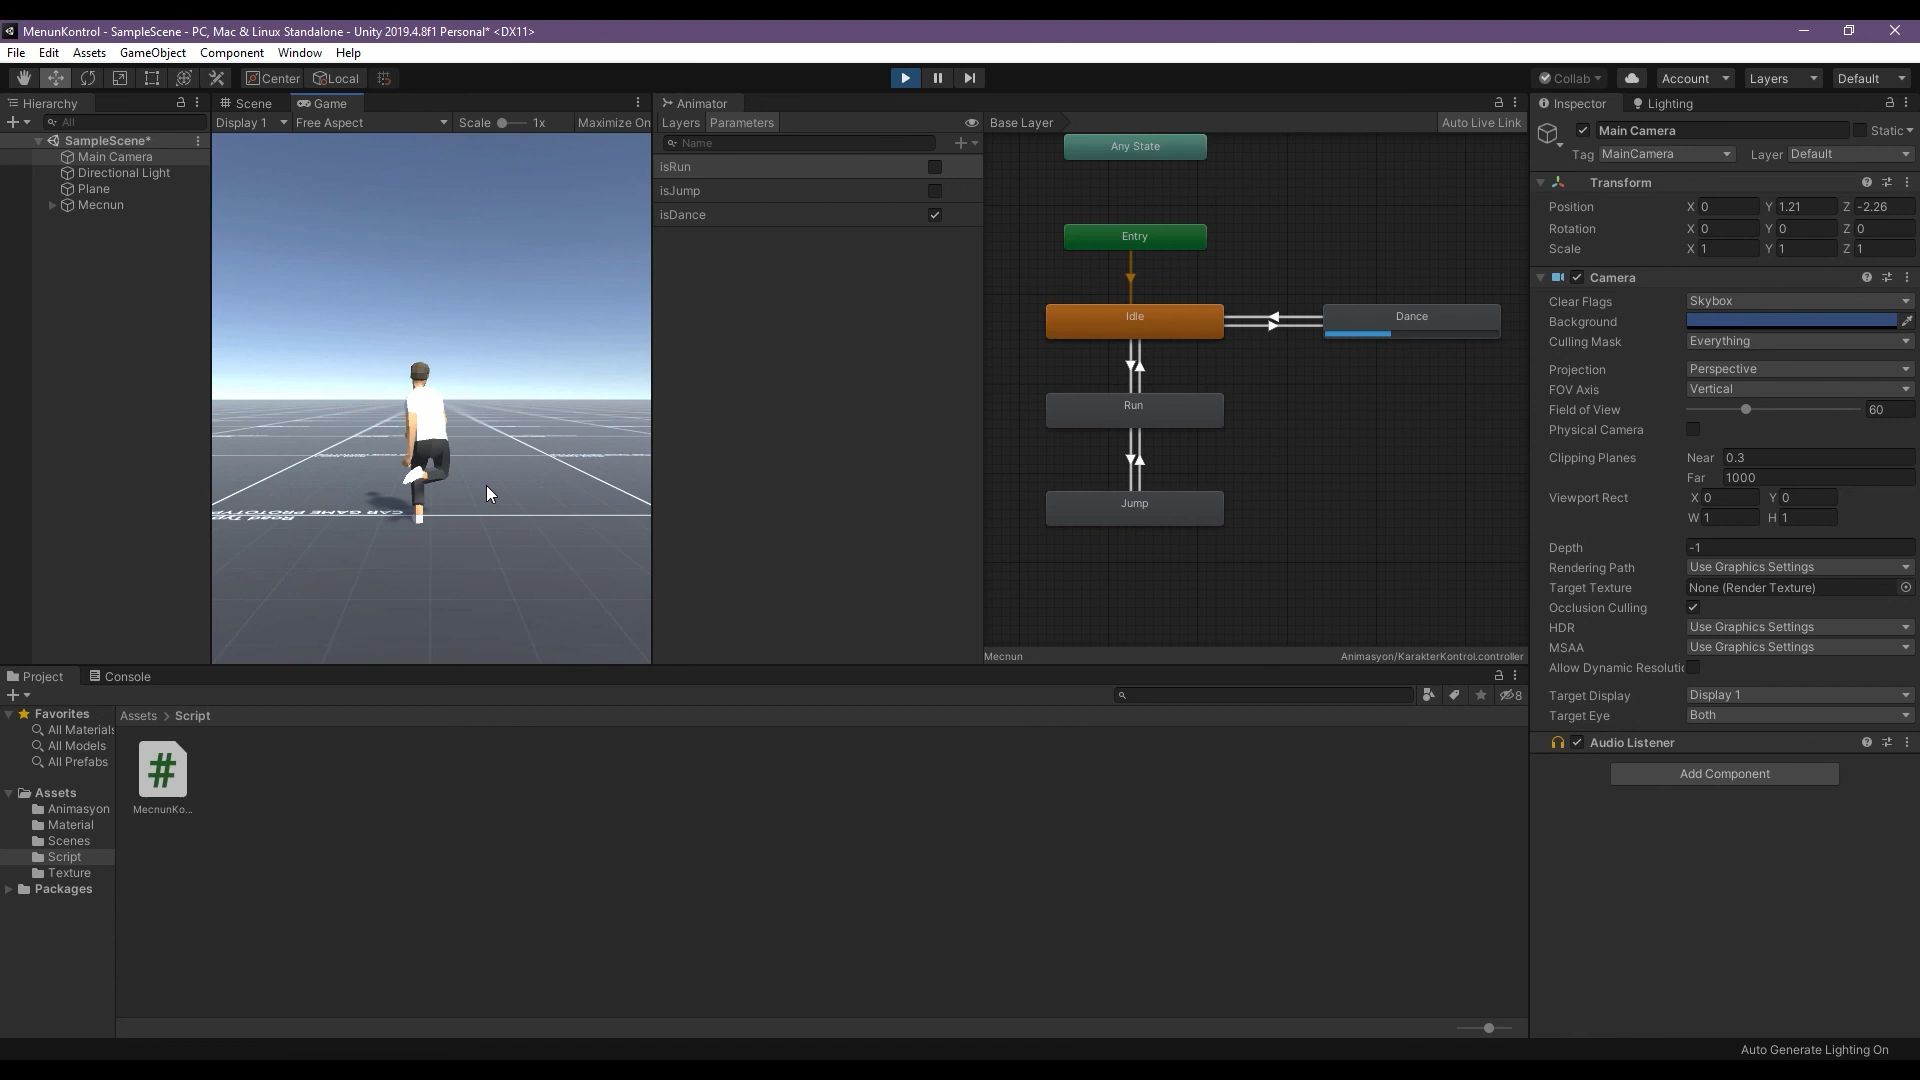 MenunKontrol - SampleScene - PC, Mac & Linux Standalone - Unity 2019.4.8f1 Personal* <DX11>
File Edit Assets GameObject Component Window Help
Center Local
Collab Account Layers Default
Hierarchy
All
SampleScene*
Main Camera
Directional Light
Plane
Mecnun
Scene Game
Display 1 Free Aspect Scale 1x Maximize On
CAR GAME PROTOTYP
Road Typ
Animator
Layers Parameters
Name
isRun
isJump
isDance
Base Layer Auto Live Link
Any State
Entry
Idle
Dance
Run
Jump
Mecnun Animasyon/KarakterKontrol.controller
Inspector Lighting
Main Camera Static
Tag MainCamera Layer Default
Transform
Position X 0 Y 1.21 Z -2.26
Rotation X 0 Y 0 Z 0
Scale X 1 Y 1 Z 1
Camera
Clear Flags Skybox
Background
Culling Mask Everything
Projection Perspective
FOV Axis Vertical
Field of View 60
Physical Camera
Clipping Planes Near 0.3
Far 1000
Viewport Rect X 0 Y 0
W 1 H 1
Depth -1
Rendering Path Use Graphics Settings
Target Texture None (Render Texture)
Occlusion Culling
HDR Use Graphics Settings
MSAA Use Graphics Settings
Allow Dynamic Resoluti
Target Display Display 1
Target Eye Both
Audio Listener
Add Component
Project Console
8
Favorites
All Materials
All Models
All Prefabs
Assets
Animasyon
Material
Scenes
Script
Texture
Packages
Assets > Script
#
MecnunKo...
Auto Generate Lighting On